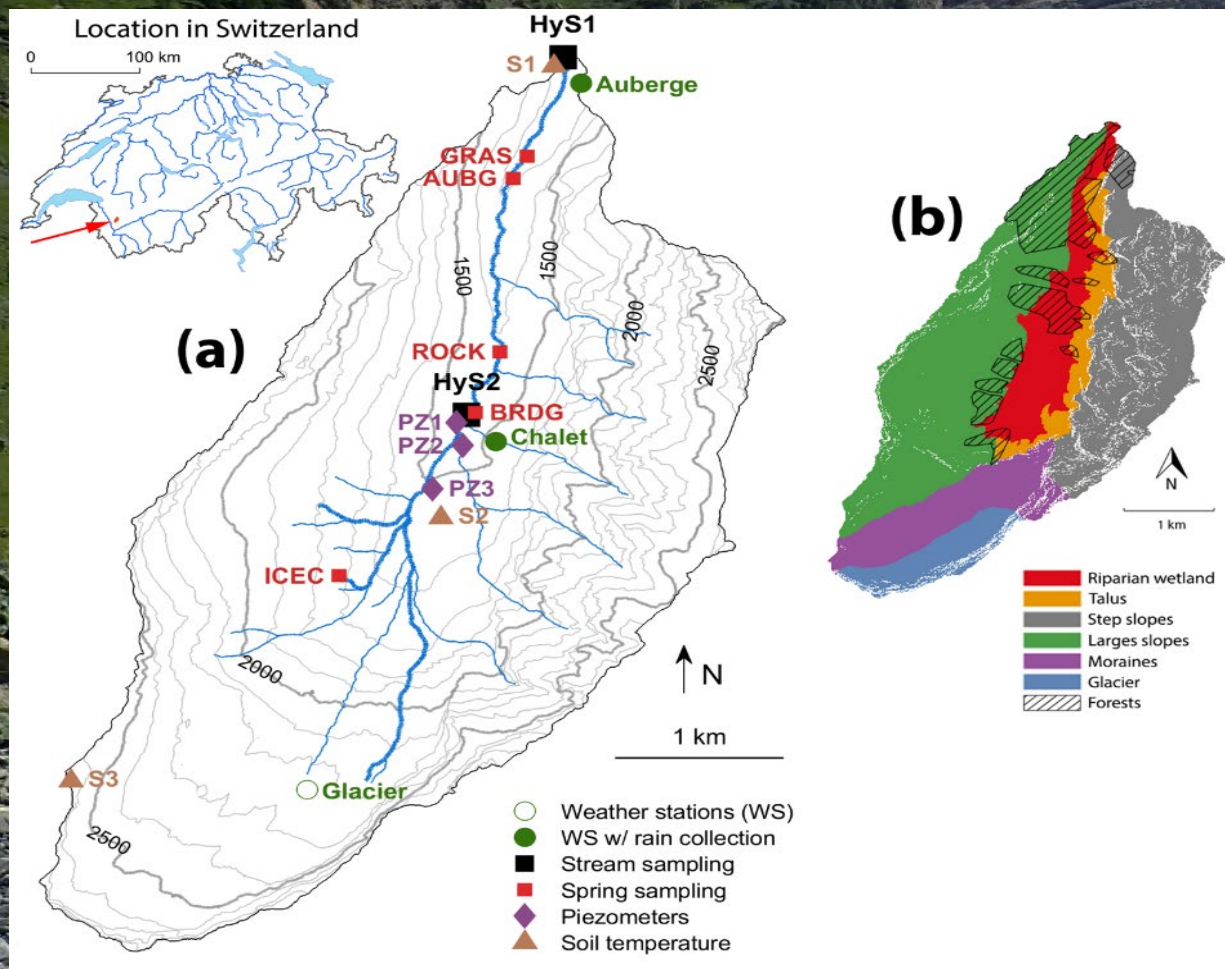 Location in Switzerland
0 100 km
HyS1
S1
Auberge
GRAS
AUBG
1500
1500
2000
2500
(a)
ROCK
HyS2
BRDG
PZ1
Chalet
PZ2
PZ3
S2
ICEC
2000
N
1 km
S3
Glacier
2500
Weather stations (WS)
WS w/ rain collection
Stream sampling
Spring sampling
Piezometers
Soil temperature
(b)
N
1 km
Riparian wetland
Talus
Step slopes
Larges slopes
Moraines
Glacier
Forests